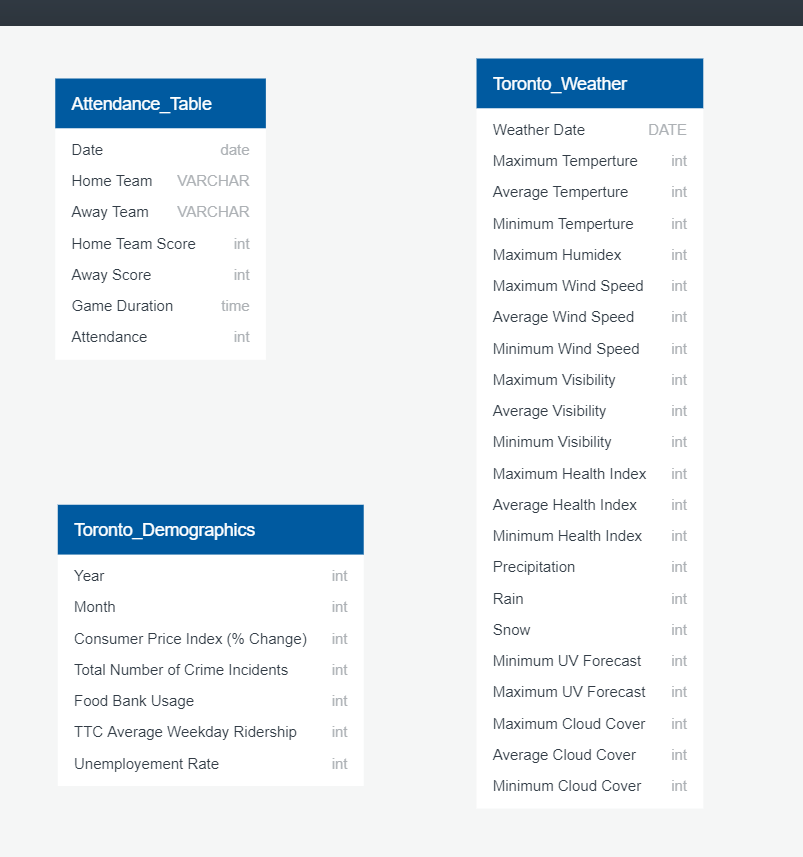 Attendance_Table
Date date
Home Team VARCHAR
Away Team VARCHAR
Home Team Score int
Away Score int
Game Duration time
Attendance int
Toronto_Demographics
Year int
Month int
Consumer Price Index (% Change) int
Total Number of Crime Incidents int
Food Bank Usage int
TTC Average Weekday Ridership int
Unemployement Rate int
Toronto_Weather
Weather Date DATE
Maximum Temperture int
Average Temperture int
Minimum Temperture int
Maximum Humidex int
Maximum Wind Speed int
Average Wind Speed int
Minimum Wind Speed int
Maximum Visibility int
Average Visibility int
Minimum Visibility int
Maximum Health Index int
Average Health Index int
Minimum Health Index int
Precipitation int
Rain int
Snow int
Minimum UV Forecast int
Maximum UV Forecast int
Maximum Cloud Cover int
Average Cloud Cover int
Minimum Cloud Cover int